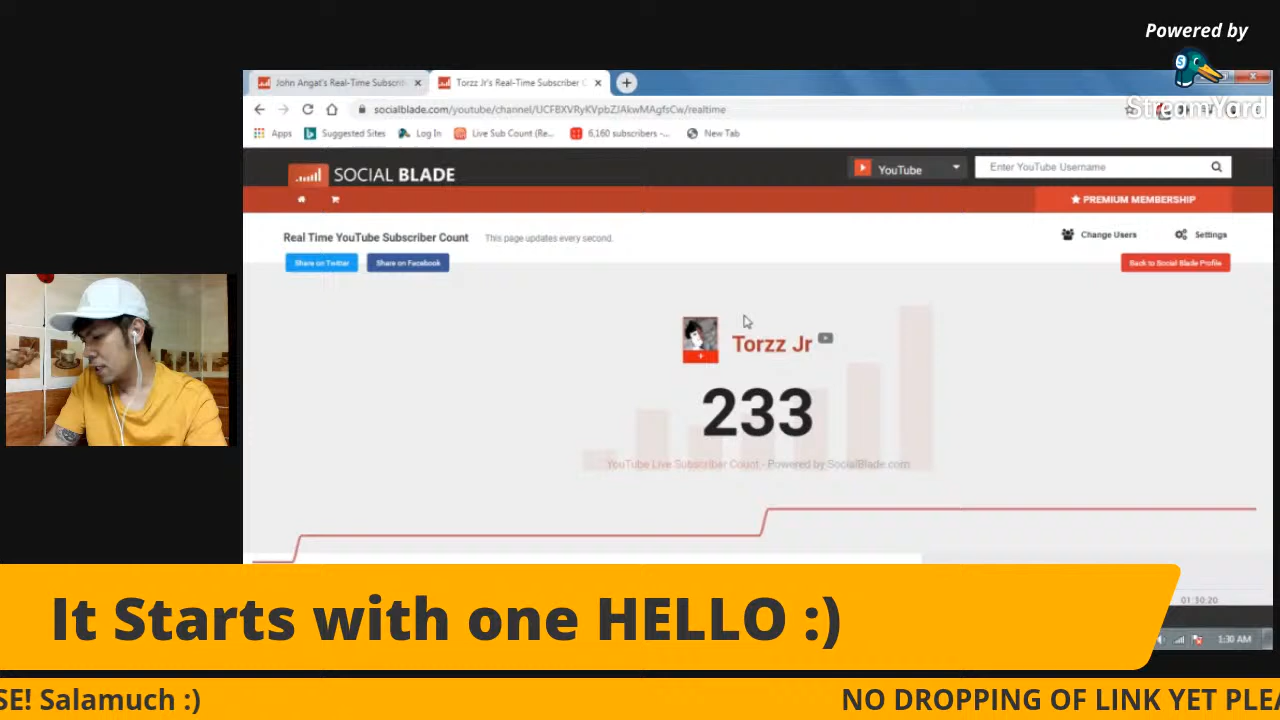 Powered by
StreamYard
John Angat's Real-Time Subscrib
Torzz Jr's Real-Time Subscriber C
socialblade.com/youtube/channel/UCFBXVRyKVpbZJAkwMAgfsCw/realtime
Apps Suggested Sites Log In Live Sub Count (Re... 6,160 subscribers -... New Tab
SOCIAL BLADE
YouTube
Enter YouTube Username
PREMIUM MEMBERSHIP
Real Time YouTube Subscriber Count
This page updates every second.
Change Users
Settings
Share on Twitter
Share on Facebook
Back to Social Blade Profile
Torzz Jr
233
YouTube Live Subscriber Count - Powered by SocialBlade.com
01:30:20
It Starts with one HELLO :)
1:30 AM
SE! Salamuch :)
NO DROPPING OF LINK YET PLEA